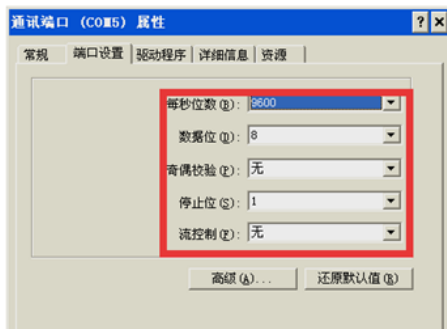 通讯端口 (COM5) 属性
常规 端口设置 驱动程序 详细信息 资源
每秒位数(B): 9600
数据位(D): 8
奇偶校验(P): 无
停止位(S): 1
流控制(F): 无
高级(A)... 还原默认值(R)